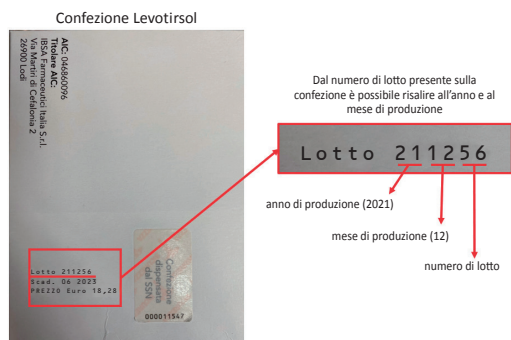 Confezione Levotirsol
AIC: 046860096
Titolare AIC:
IBSA Farmaceutici Italia S.r.l.
Via Martiri di Cefalonia 2
26900 Lodi
Lotto 211256
Scad. 06 2023
PREZZO Euro 18,28
Confezione
dispensata
dal SSN
000011547
Dal numero di lotto presente sulla
confezione è possibile risalire all'anno e al
mese di produzione
Lotto 211256
anno di produzione (2021)
mese di produzione (12)
numero di lotto